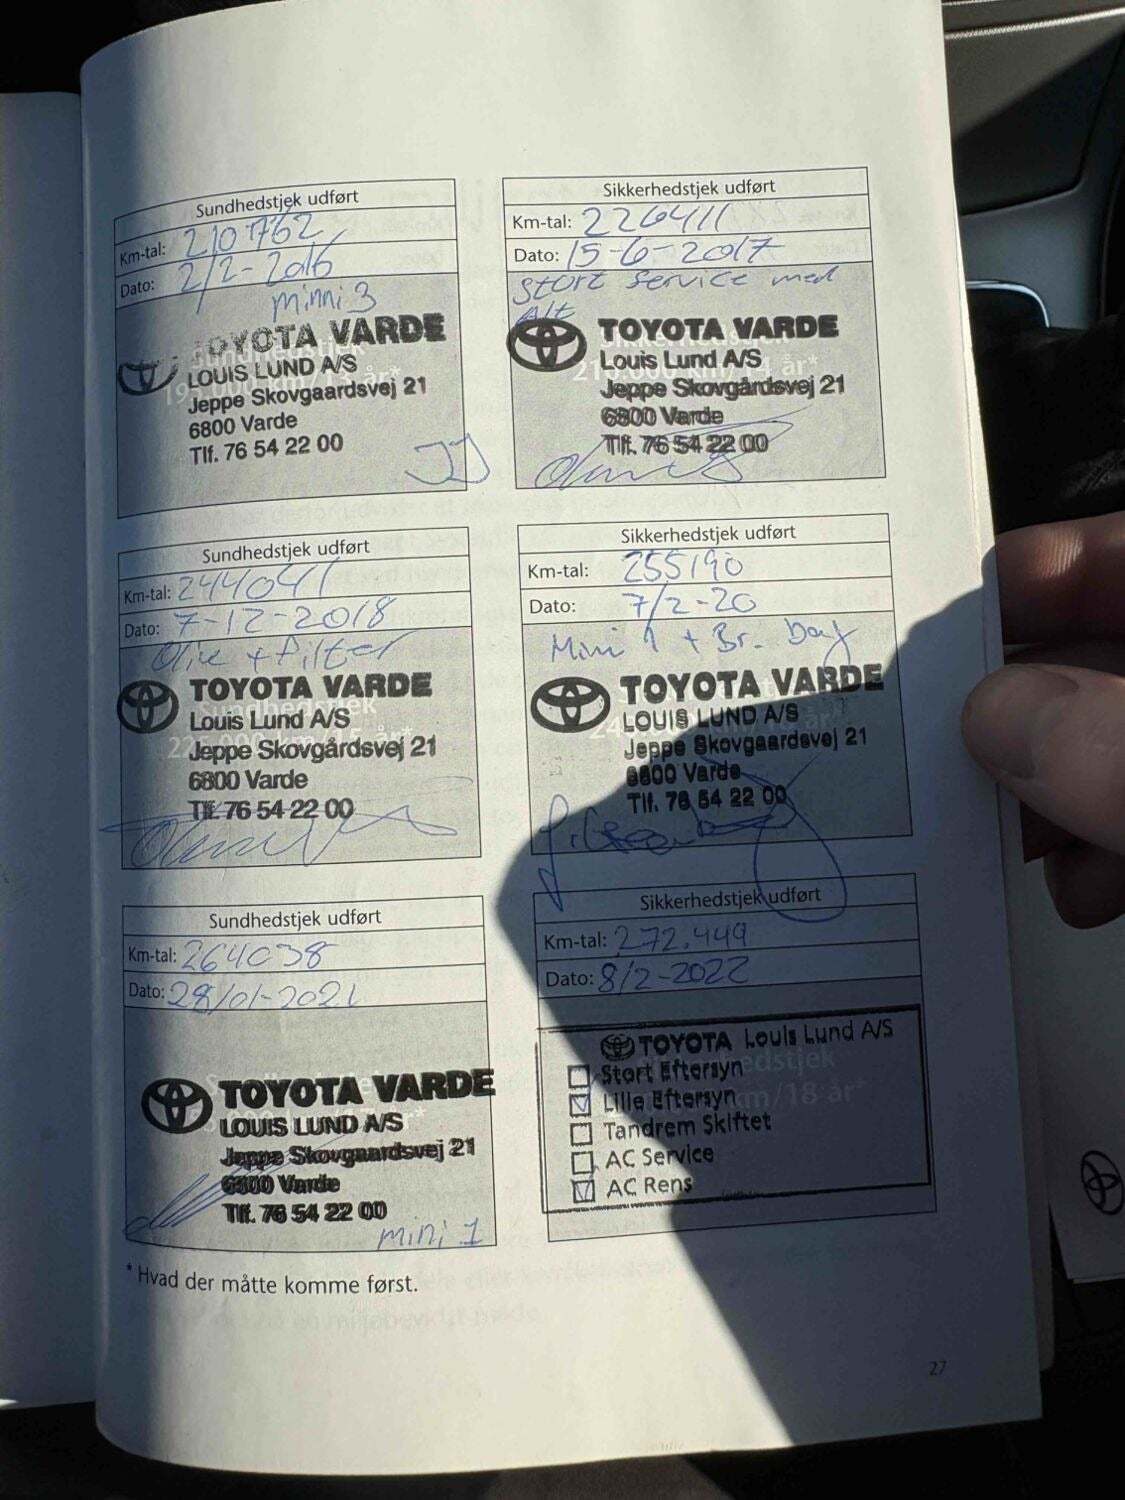 Sundhedstjek udført
Km-tal: 210762
Dato: 2/2-2016
minni 3
TOYOTA VARDE
LOUIS LUND A/S
Jeppe Skovgaardsvej 21
6800 Varde
Tlf. 76 54 22 00
Sikkerhedstjek udført
Km-tal: 226411
Dato: 15-6-2017
Stort Service med
Alt
TOYOTA VARDE
Louis Lund A/S
Jeppe Skovgårdsvej 21
6800 Varde
Tlf. 76 54 22 00
Sundhedstjek udført
Km-tal: 244041
Dato: 7-12-2018
Olie + Filter
TOYOTA VARDE
Louis Lund A/S
Jeppe Skovgårdsvej 21
6800 Varde
Tlf. 76 54 22 00
Sikkerhedstjek udført
Km-tal: 255190
Dato: 7/2-20
Mini 1 + Br.
TOYOTA VARDE
LOUIS LUND A/S
Jeppe Skovgaardsvej 21
6800 Varde
Tlf. 76 54 22 00
Sundhedstjek udført
Km-tal: 264038
Dato: 28/01-2021
TOYOTA VARDE
LOUIS LUND A/S
Jeppe Skovgaardsvej 21
6800 Varde
Tlf. 76 54 22 00
mini 1
Sikkerhedstjek udført
Km-tal: 272.449
Dato: 8/2-2022
TOYOTA Louis Lund A/S
Stort Eftersyn
Lille Eftersyn
Tandrem Skiftet
AC Service
AC Rens
* Hvad der måtte komme først.
27